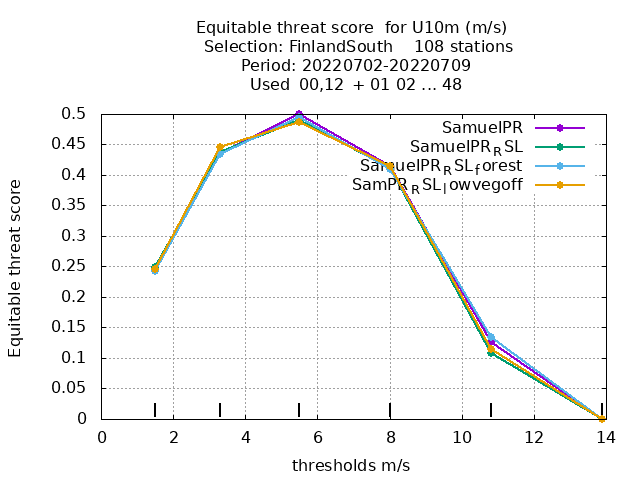 Equitable threat score for U10m (m/s)
Selection: FinlandSouth 108 stations
Period: 20220702-20220709
Used 00,12 + 01 02 ... 48
SamuelPR
SamuelPR_RSL
SamuelPR_RSL_forest
SamPR_RSL_lowvegoff
Equitable threat score
0.5
0.45
0.4
0.35
0.3
0.25
0.2
0.15
0.1
0.05
0
0 2 4 6 8 10 12 14
thresholds m/s